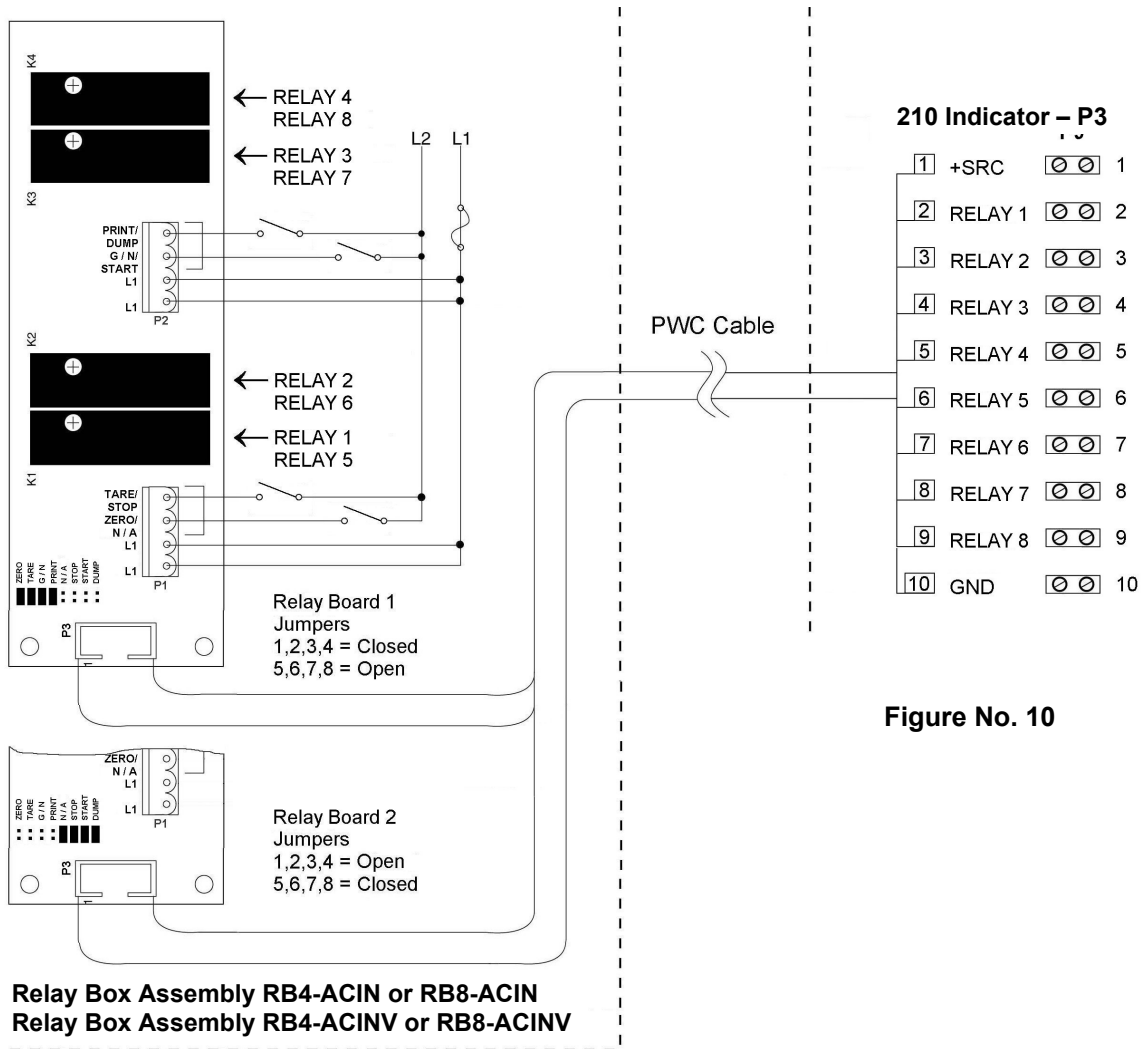 K4
← RELAY 4
RELAY 8
K3
← RELAY 3
RELAY 7
L2 L1
PRINT/
DUMP
G / N/
START
L1
L1
P2
K2
← RELAY 2
RELAY 6
K1
← RELAY 1
RELAY 5
TARE/
STOP
ZERO/
N / A
L1
L1
P1
ZERO
TARE
G / N
PRINT
N / A
STOP
START
DUMP
P3
1
Relay Board 1
Jumpers
1,2,3,4 = Closed
5,6,7,8 = Open
ZERO/
N / A
L1
L1
P1
ZERO
TARE
G / N
PRINT
N / A
STOP
START
DUMP
P3
1
Relay Board 2
Jumpers
1,2,3,4 = Open
5,6,7,8 = Closed
Relay Box Assembly RB4-ACIN or RB8-ACIN
Relay Box Assembly RB4-ACINV or RB8-ACINV
PWC Cable
210 Indicator – P3
1 +SRC 1
2 RELAY 1 2
3 RELAY 2 3
4 RELAY 3 4
5 RELAY 4 5
6 RELAY 5 6
7 RELAY 6 7
8 RELAY 7 8
9 RELAY 8 9
10 GND 10
Figure No. 10